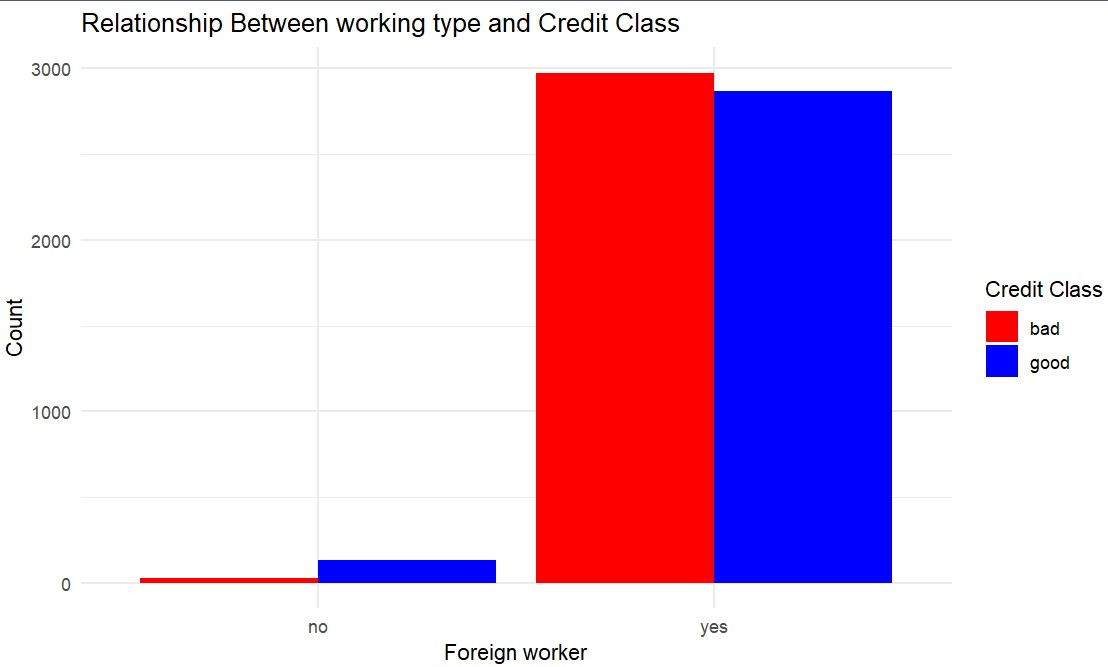 Relationship Between working type and Credit Class
3000
2000
1000
0
Count
no
yes
Foreign worker
Credit Class
bad
good